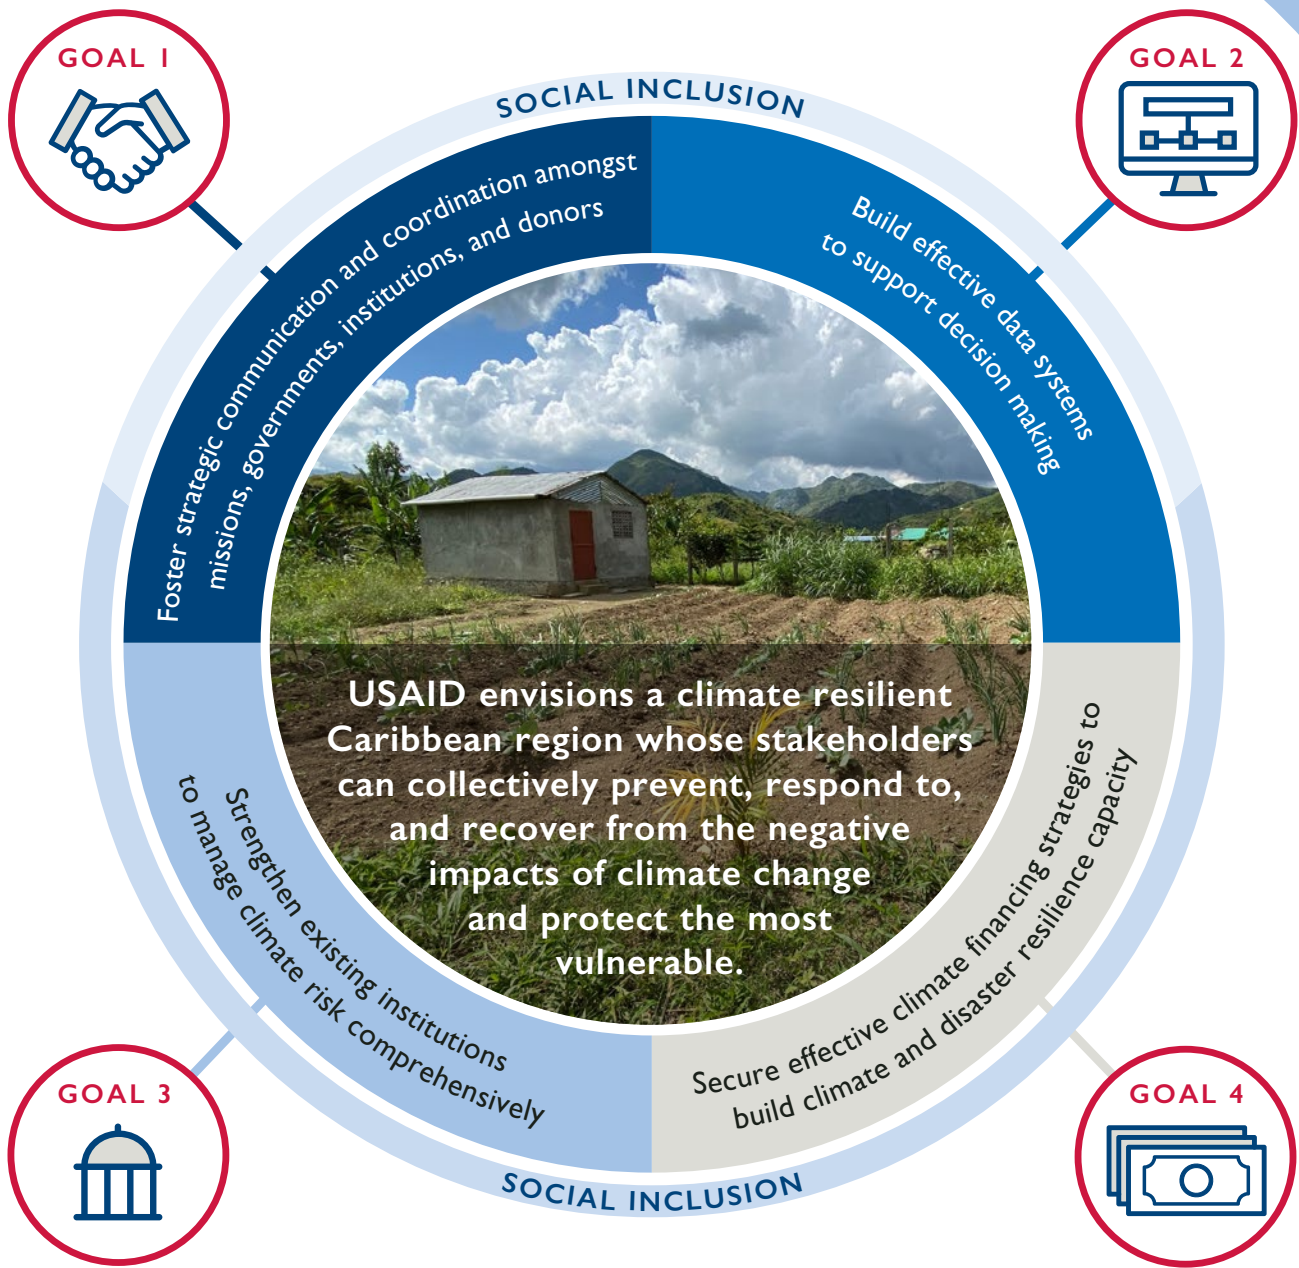 GOAL 1
GOAL 2
SOCIAL INCLUSION
Foster strategic communication and coordination amongst
missions, governments, institutions, and donors
Build effective data systems
to support decision making
USAID envisions a climate resilient
Caribbean region whose stakeholders
can collectively prevent, respond to,
and recover from the negative
impacts of climate change
and protect the most
vulnerable.
Strengthen existing institutions
to manage climate risk comprehensively
Secure effective climate financing strategies to
build climate and disaster resilience capacity
GOAL 3
GOAL 4
SOCIAL INCLUSION